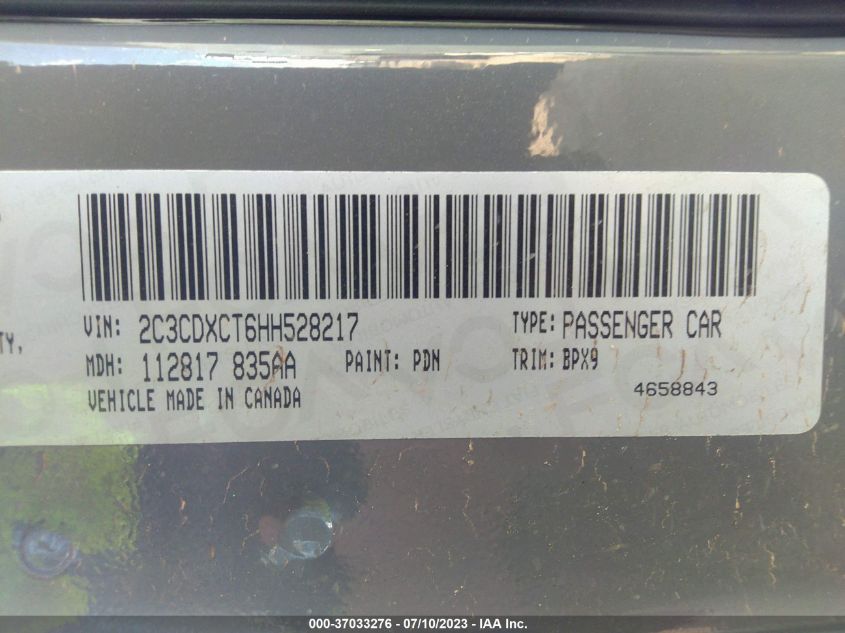 VIN: 2C3CDXCT6HH528217 TYPE: PASSENGER CAR
TY,
MDH: 112817 835AA PAINT: PDN TRIM: BPX9
VEHICLE MADE IN CANADA 4658843
000-37033276 - 07/10/2023 - IAA Inc.